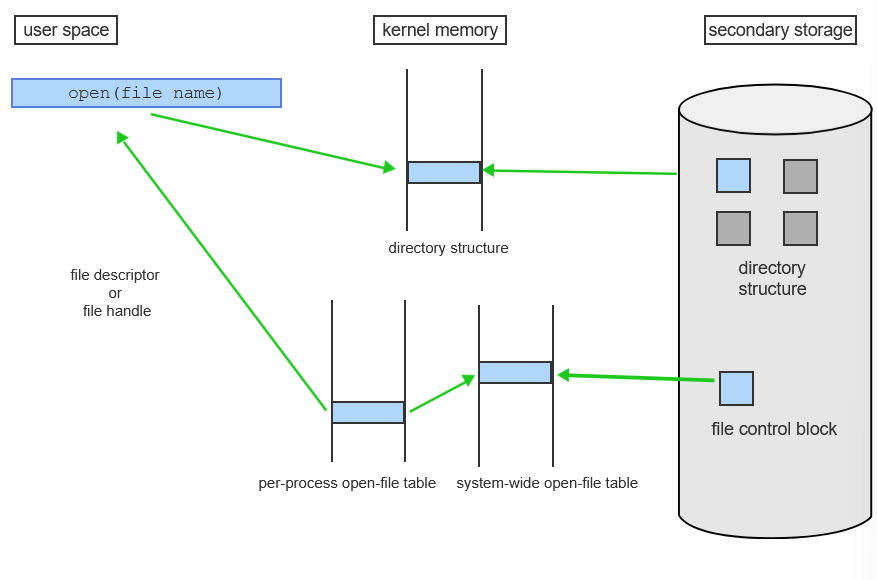 user space
kernel memory
secondary storage
open(file name)
directory structure
directory
structure
file descriptor
or
file handle
file control block
per-process open-file table
system-wide open-file table